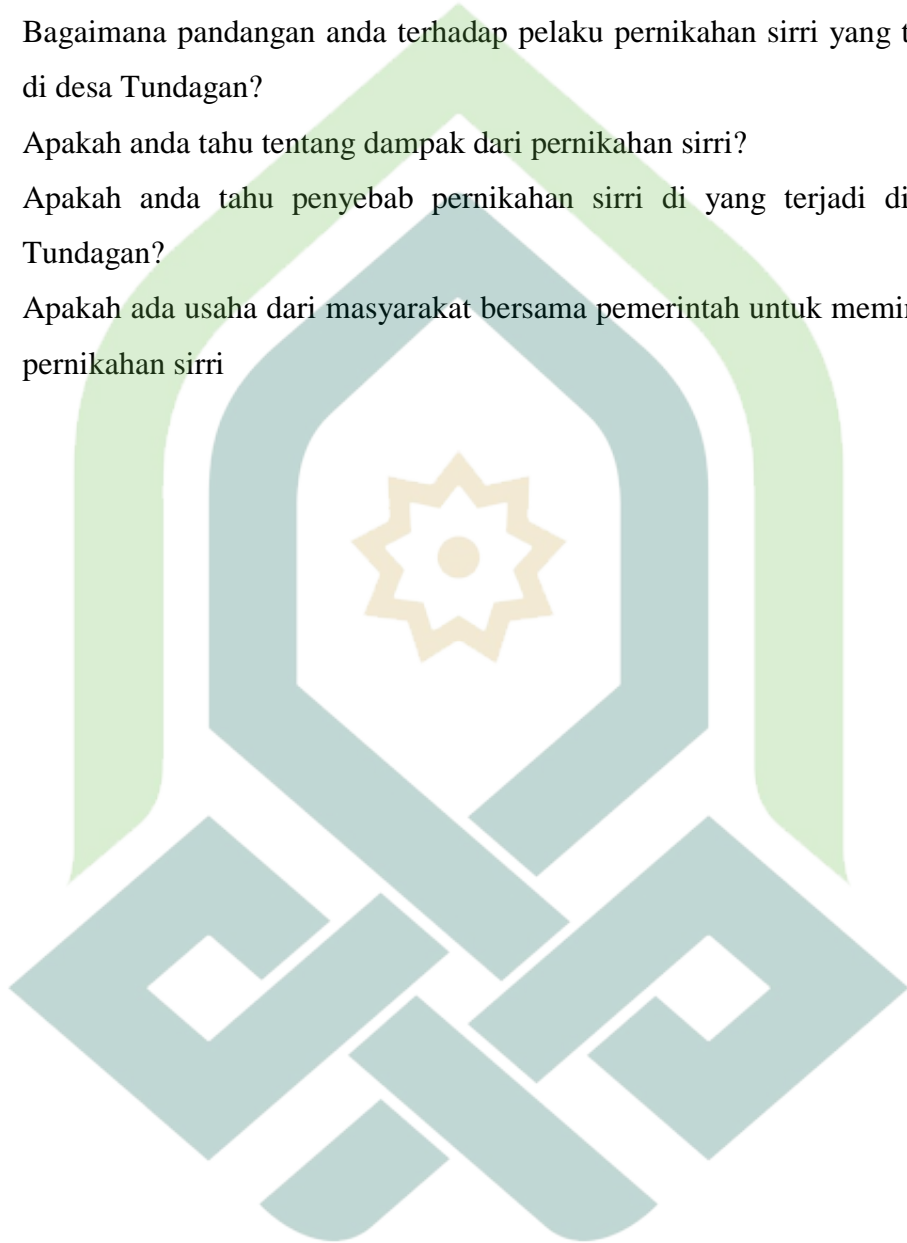 Bagaimana pandangan anda terhadap pelaku pernikahan sirri yang
di desa Tundagan?
Apakah anda tahu tentang dampak dari pernikahan sirri?
Apakah anda tahu penyebab pernikahan sirri di yang terjadi di
Tundagan?
Apakah ada usaha dari masyarakat bersama pemerintah untuk
pernikahan sirri